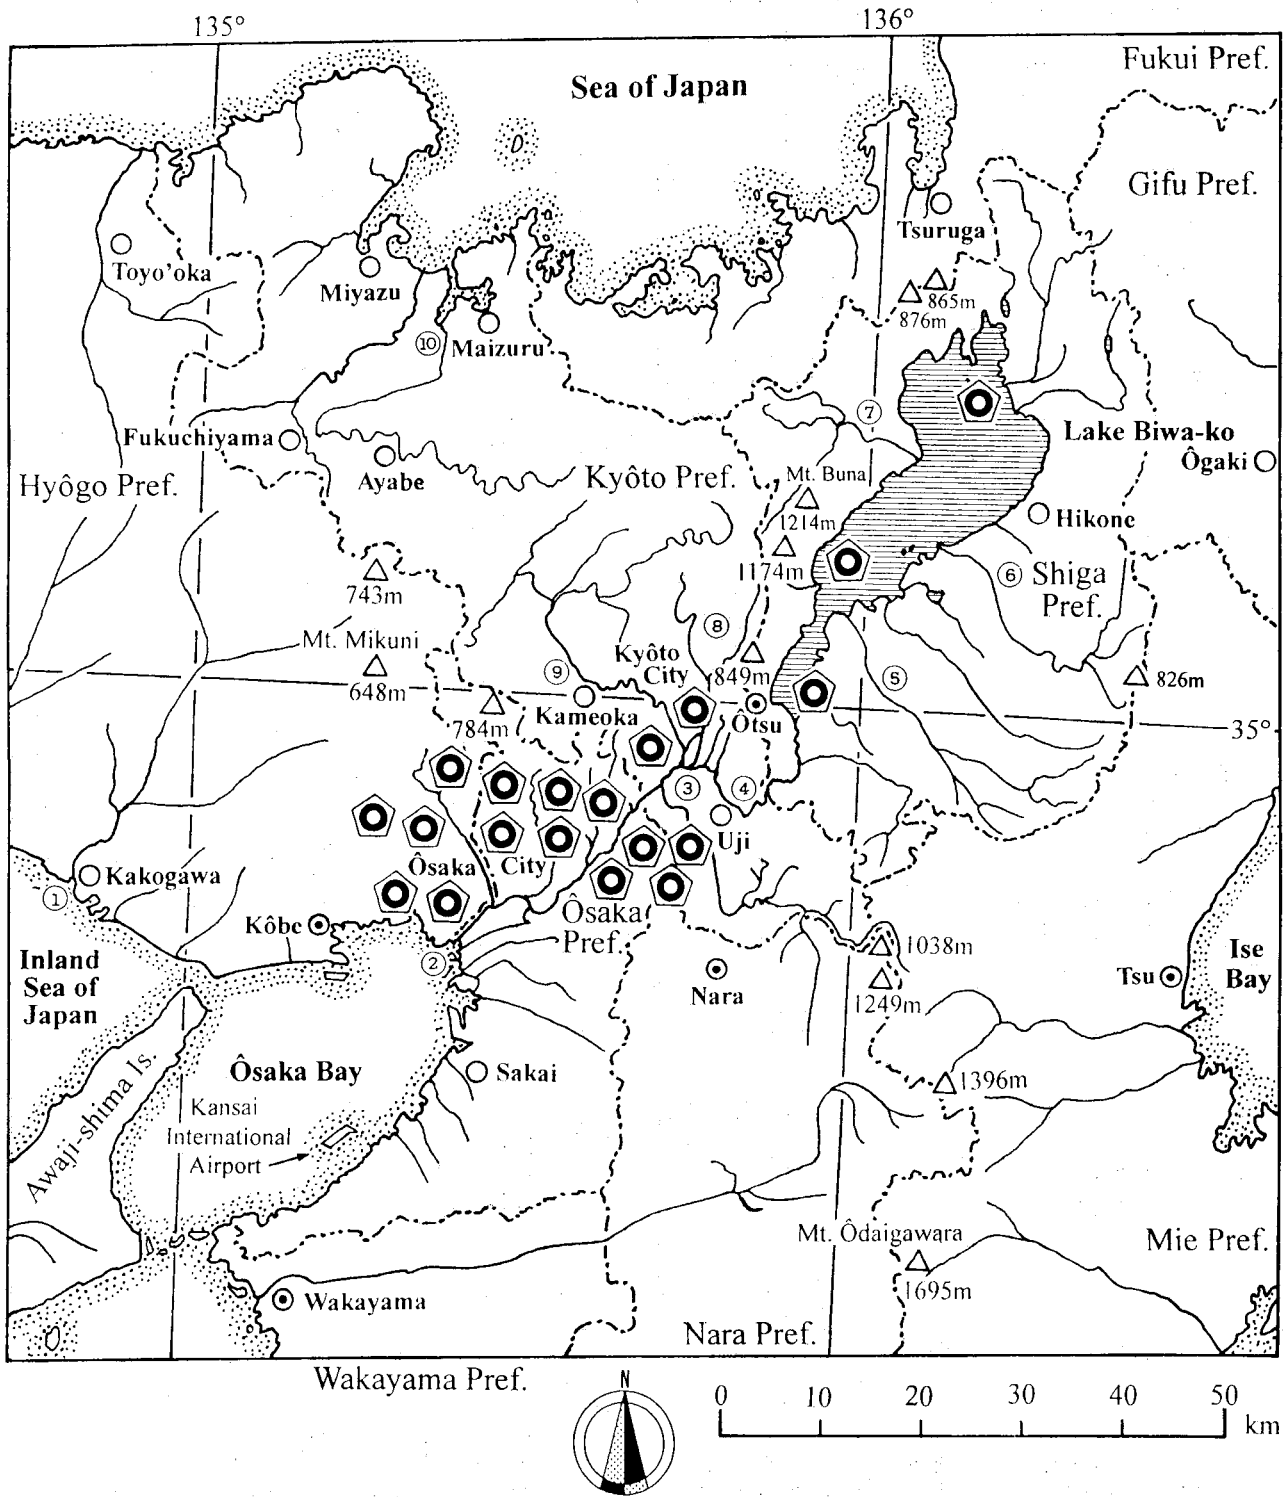 135°
136°
Fukui Pref.
Sea of Japan
Gifu Pref.
Tsuruga
Toyo'oka
Miyazu
865m
876m
⑩
Maizuru
⑦
Fukuchiyama
Lake Biwa-ko
Ôgaki
Ayabe
Kyôto Pref.
Mt. Buna
Hyôgo Pref.
1214m
Hikone
1174m
⑥
Shiga
Pref.
743m
⑧
Mt. Mikuni
Kyôto
City
648m
⑨
849m
⑤
826m
Kameoka
784m
Ôtsu
35°
③
④
Uji
Ôsaka
City
Kakogawa
①
Ôsaka
Pref.
Kôbe
②
1038m
Inland
Sea of
Japan
Ise
Bay
Tsu
Nara
1249m
Ôsaka Bay
Sakai
1396m
Awaji-shima Is.
Kansai
International
Airport
Mt. Ôdaigawara
Mie Pref.
1695m
Wakayama
Nara Pref.
Wakayama Pref.
N
0 10 20 30 40 50
km